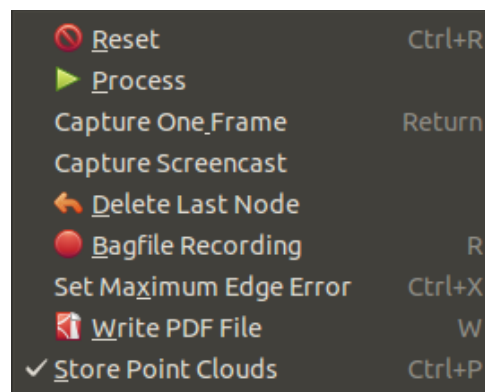 Reset Ctrl+R
Process
Capture One Frame Return
Capture Screencast
Delete Last Node
Bagfile Recording R
Set Maximum Edge Error Ctrl+X
Write PDF File W
Store Point Clouds Ctrl+P